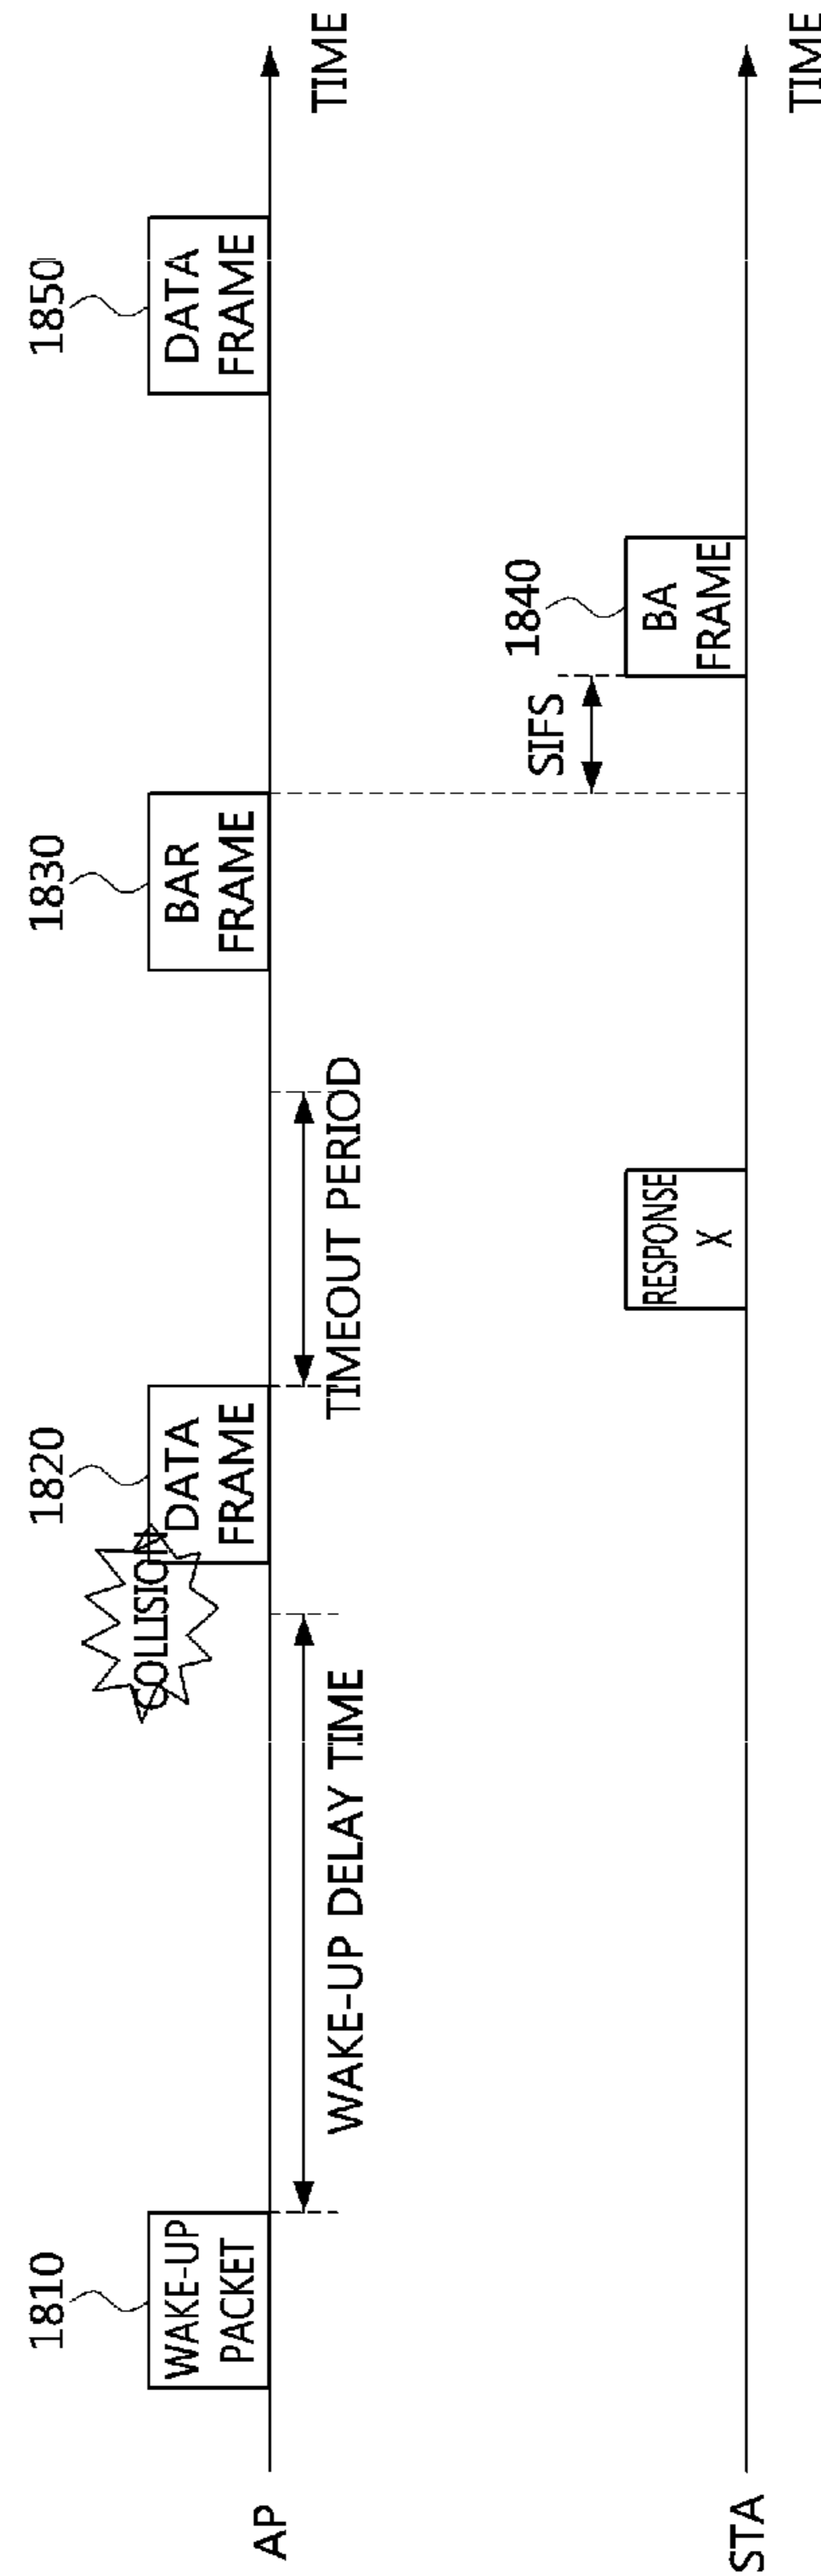 1810
1820
1830
1850
WAKE-UP
PACKET
COLLISION
DATA
FRAME
BAR
FRAME
DATA
FRAME
AP
WAKE-UP DELAY TIME
TIMEOUT PERIOD
TIME
1840
SIFS
RESPONSE
X
BA
FRAME
STA
TIME